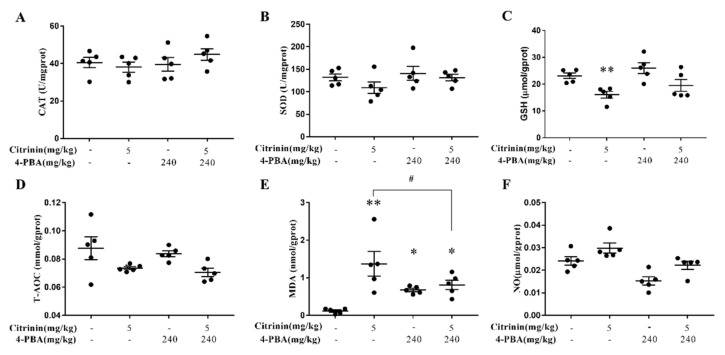 A
CAT (U/mgprot)
60
40
20
0
Citrinin(mg/kg) - 5 - 5
4-PBA(mg/kg) - - 240 240
B
SOD (U/mgprot)
250
200
150
100
50
0
Citrinin(mg/kg) - 5 - 5
4-PBA(mg/kg) - - 240 240
C
GSH (μmol/gprot)
40
30
20
10
0
**
Citrinin(mg/kg) - 5 - 5
4-PBA(mg/kg) - - 240 240
D
T-AOC (mmol/gprot)
0.12
0.10
0.08
0.06
0.04
Citrinin(mg/kg) - 5 - 5
4-PBA(mg/kg) - - 240 240
E
MDA (nmol/gprot)
3
2
1
0
#
**
*
*
Citrinin(mg/kg) - 5 - 5
4-PBA(mg/kg) - - 240 240
F
NO(μmol/gprot)
0.05
0.04
0.03
0.02
0.01
0.00
Citrinin(mg/kg) - 5 - 5
4-PBA(mg/kg) - - 240 240